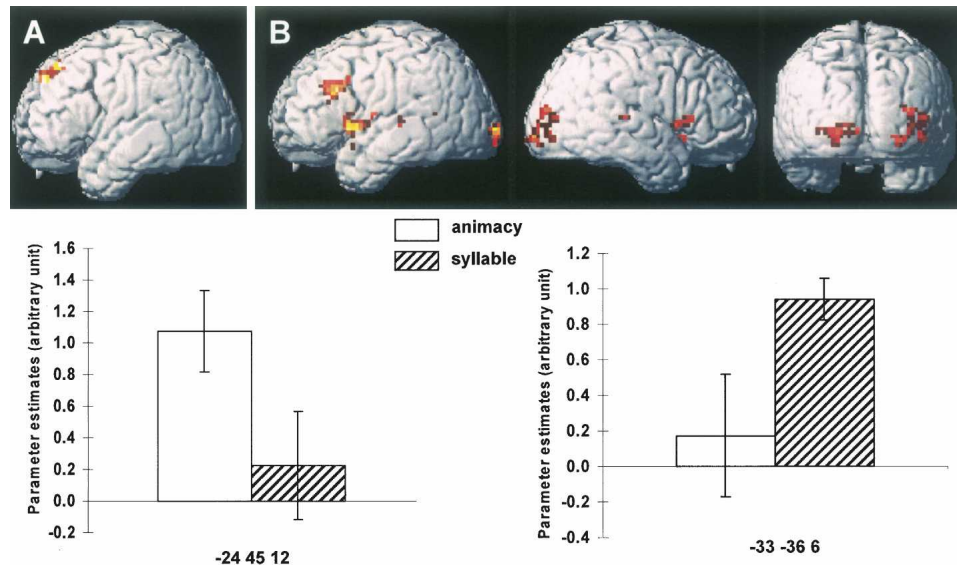 A
B
animacy
syllable
Parameter estimates (arbitrary unit)
1.6
1.4
1.2
1.0
0.8
0.6
0.4
0.2
0.0
-0.2
-24 45 12
Parameter estimates (arbitrary unit)
1.2
1.0
0.8
0.6
0.4
0.2
0.0
-0.2
-0.4
-33 -36 6